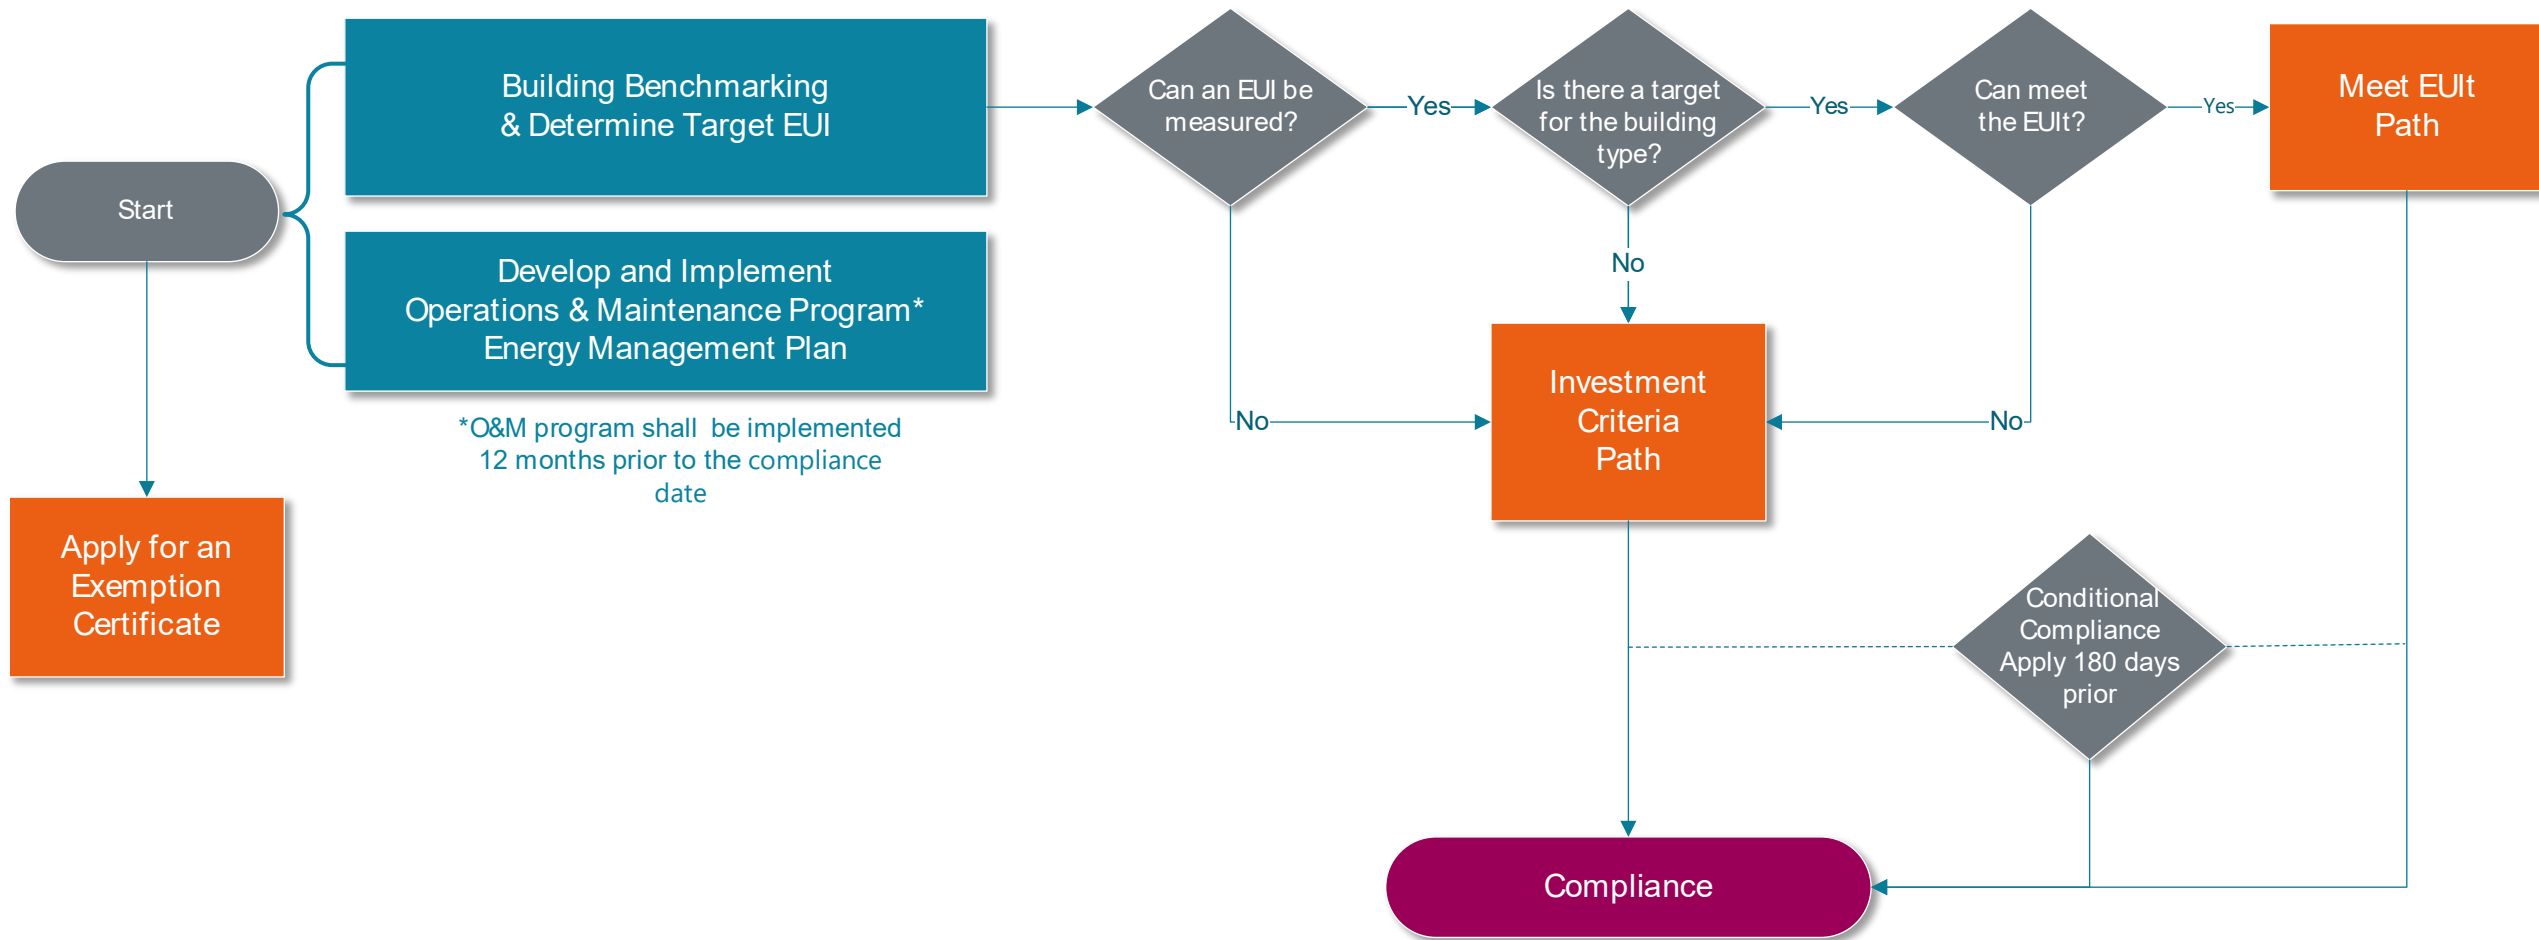 Start
Building Benchmarking
& Determine Target EUI
Develop and Implement
Operations & Maintenance Program*
Energy Management Plan
*O&M program shall be implemented
12 months prior to the compliance
date
Apply for an
Exemption
Certificate
Can an EUI be
measured?
Yes
No
Is there a target
for the building
type?
Yes
No
Can meet
the EUIt?
Yes
No
Meet EUIt
Path
Investment
Criteria
Path
Conditional
Compliance
Apply 180 days
prior
Compliance